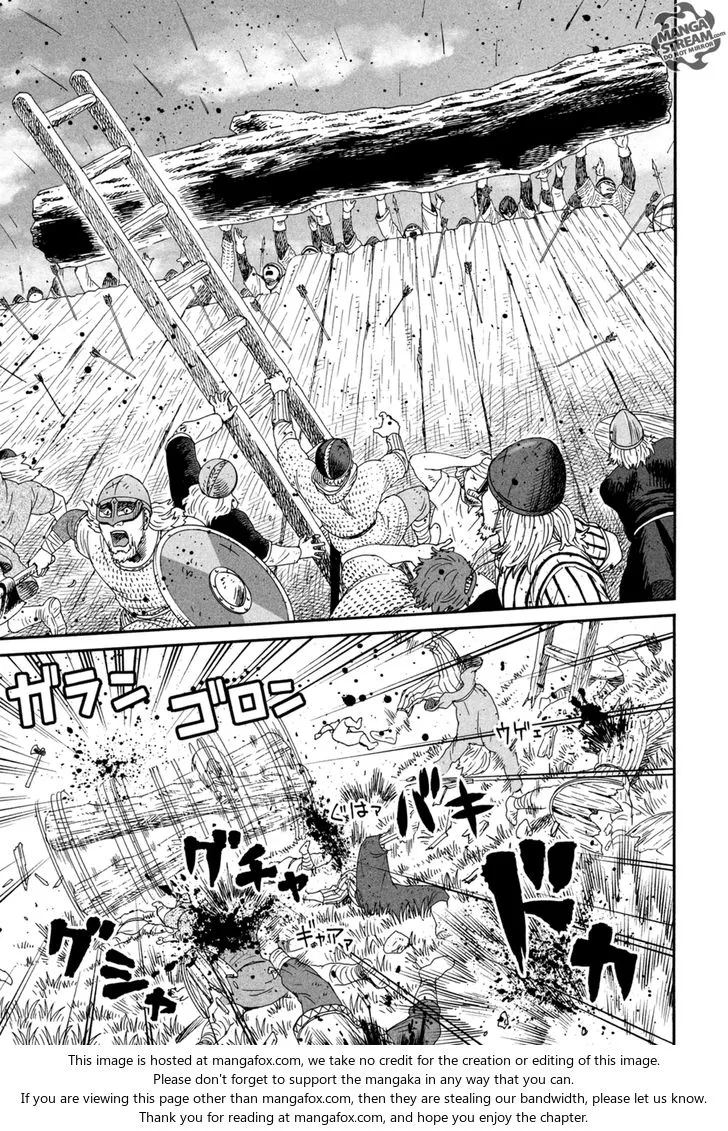 MANGA
STREAM.com
DO NOT MIRROR
ガラン
ゴロン
ウゲェ
バキ
ぐはっ
グチャ
ドカ
グシャ
ギャアア
This image is hosted at mangafox.com, we take no credit for the creation or editing of this image.
Please don't forget to support the mangaka in any way that you can.
If you are viewing this page other than mangafox.com, then they are stealing our bandwidth, please let us know.
Thank you for reading at mangafox.com, and hope you enjoy the chapter.